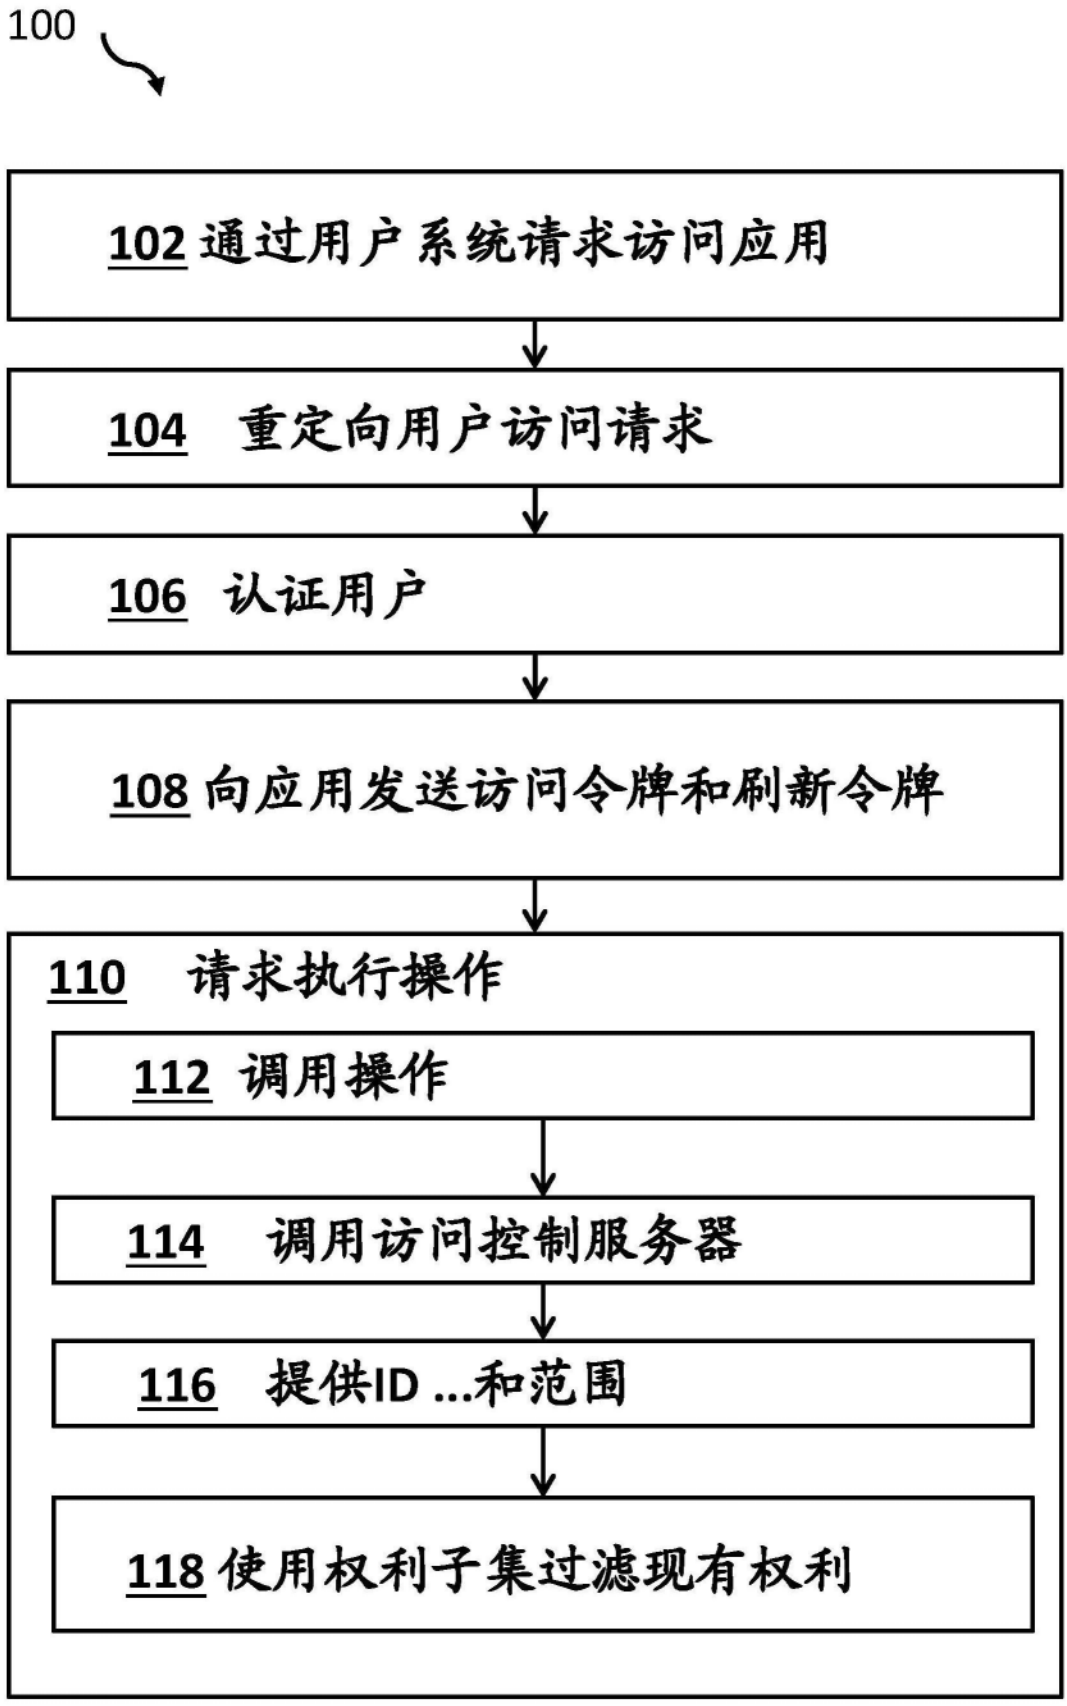 100
102 通过用户系统请求访问应用
104 重定向用户访问请求
106 认证用户
108 向应用发送访问令牌和刷新令牌
110 请求执行操作
112 调用操作
114 调用访问控制服务器
116 提供ID ...和范围
118 使用权利子集过滤现有权利